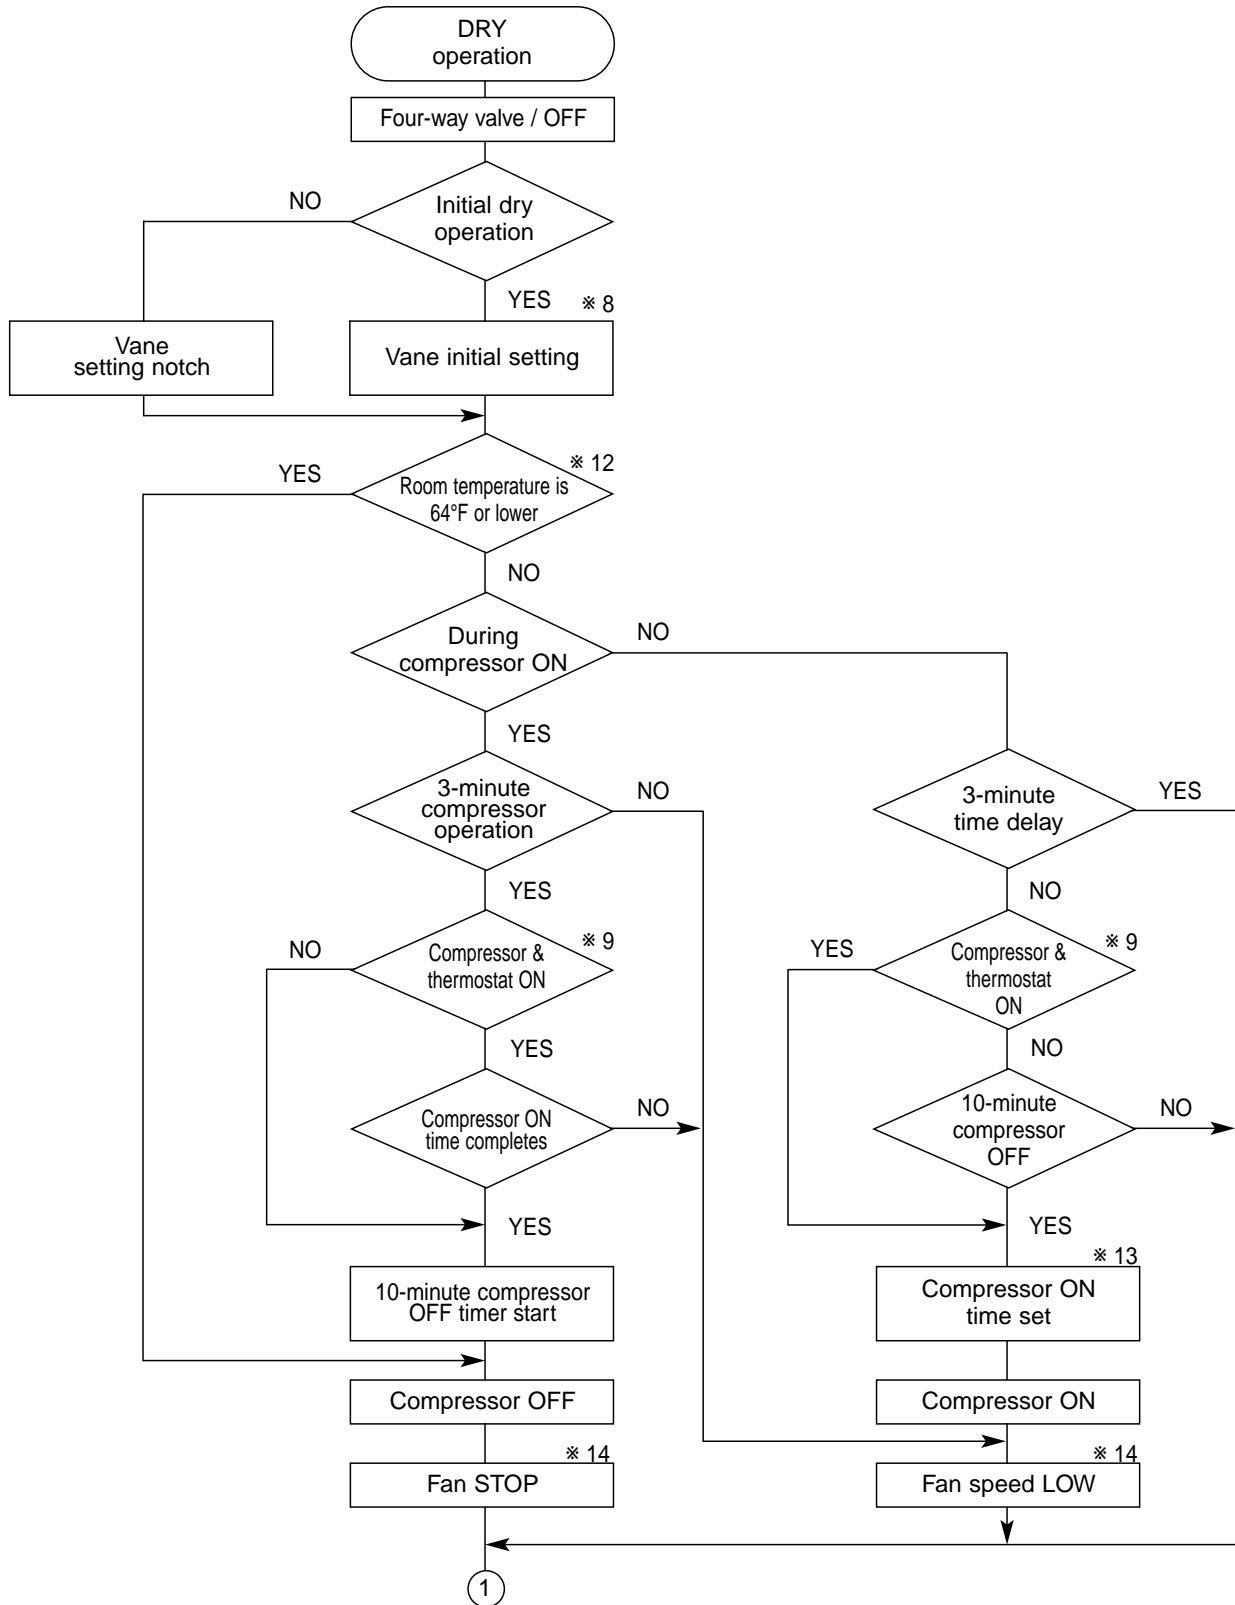 DRY
operation
Four-way valve / OFF
NO
Initial dry
operation
YES
※ 8
Vane
setting notch
Vane initial setting
YES
※ 12
Room temperature is
64°F or lower
NO
During
compressor ON
NO
YES
3-minute
compressor
operation
NO
3-minute
time delay
YES
YES
NO
NO
Compressor &
thermostat ON
※ 9
YES
Compressor &
thermostat
ON
※ 9
YES
NO
Compressor ON
time completes
NO
10-minute
compressor
OFF
NO
YES
YES
10-minute compressor
OFF timer start
※ 13
Compressor ON
time set
Compressor OFF
Compressor ON
※ 14
Fan STOP
※ 14
Fan speed LOW
1